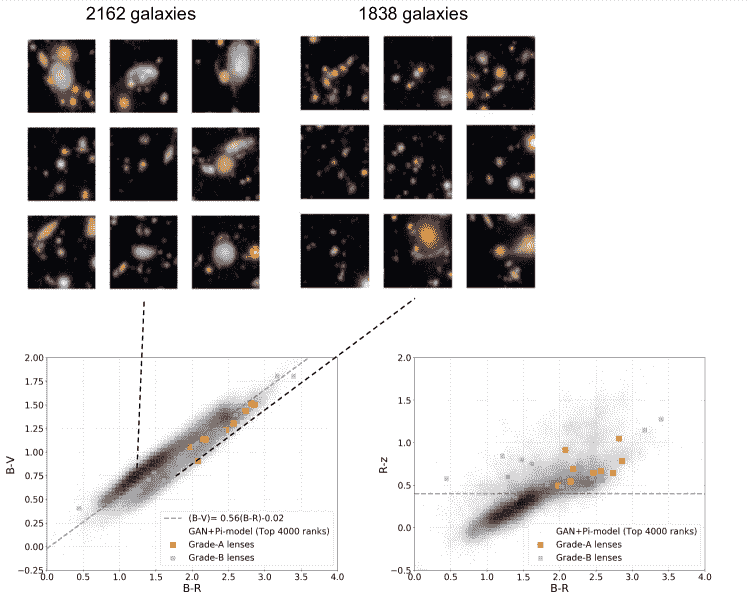 2162 galaxies
1838 galaxies
2.00
1.75
1.50
1.25
1.00
0.75
0.50
0.25
0.00
−0.25
B-V
0.0 0.5 1.0 1.5 2.0 2.5 3.0 3.5 4.0
B-R
(B-V)= 0.56(B-R)-0.02
GAN+Pi-model (Top 4000 ranks)
Grade-A lenses
Grade-B lenses
2.0
1.5
1.0
0.5
0.0
−0.5
R-z
0.0 0.5 1.0 1.5 2.0 2.5 3.0 3.5 4.0
B-R
GAN+Pi-model (Top 4000 ranks)
Grade-A lenses
Grade-B lenses